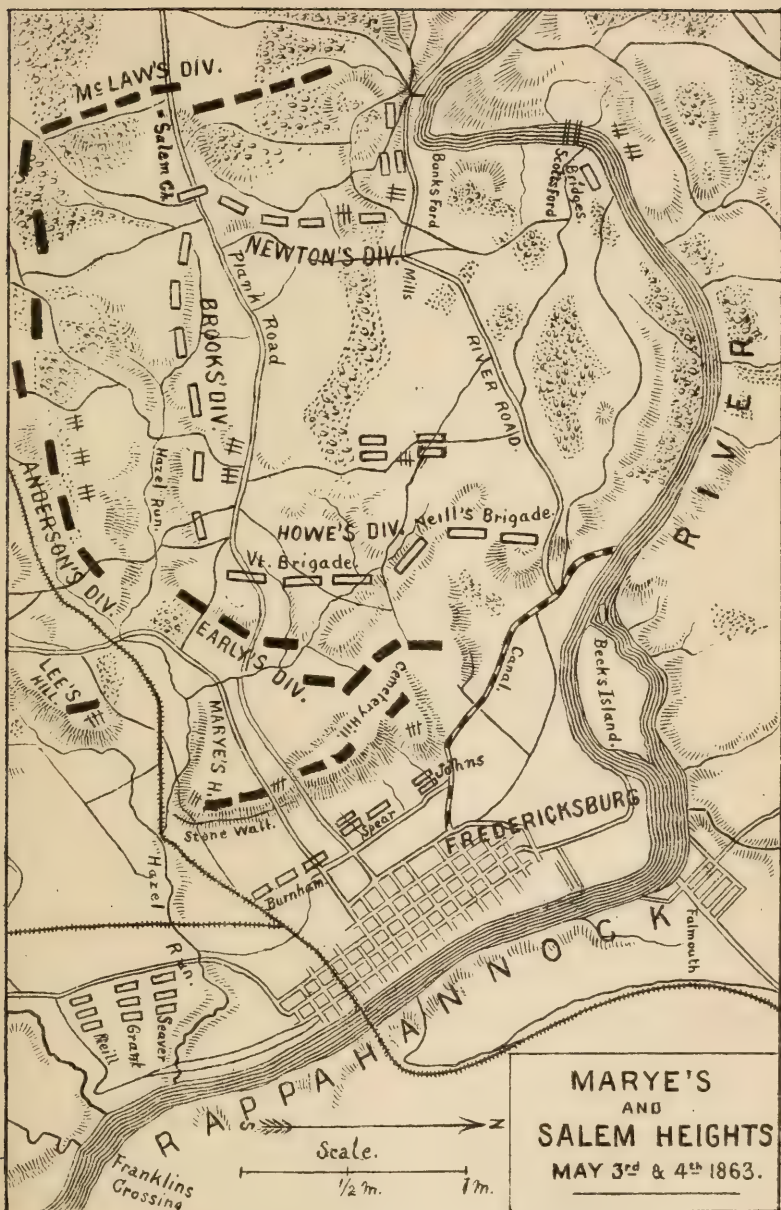 McLAW'S DIV.
Salem Ch.
Banks Ford
Scotts Ford
Bridges.
NEWTON'S DIV.
Mills
Plank Road
BROOKS' DIV.
RIVER ROAD.
Hazel Run.
ANDERSON'S DIV.
HOWE'S DIV.
Neill's Brigade.
Vt. Brigade.
EARLY'S DIV.
LEE'S
HILL
Cemetery Hill
MARYE'S H.
Canal.
Beck's Island.
Johns
Spear
Stone Wall.
Burnham.
FREDERICKSBURG
Falmouth
Hazel Run.
Neill
Grant
Seaver
RAPPAHANNOCK RIVER
Franklins
Crossing
S
N
Scale.
1/2 m.
1 m.
MARYE'S
AND
SALEM HEIGHTS
MAY 3rd & 4th 1863.